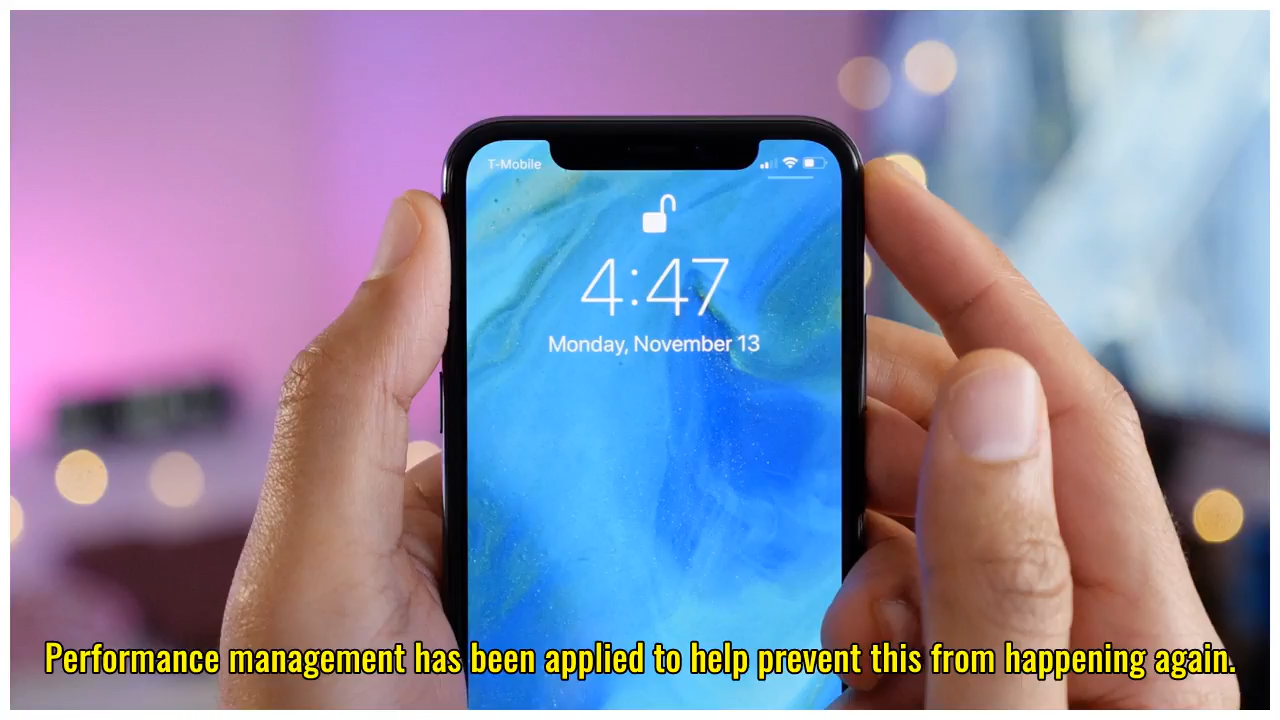 T-Mobile
4:47
Monday, November 13
Performance management has been applied to help prevent this from happening again.